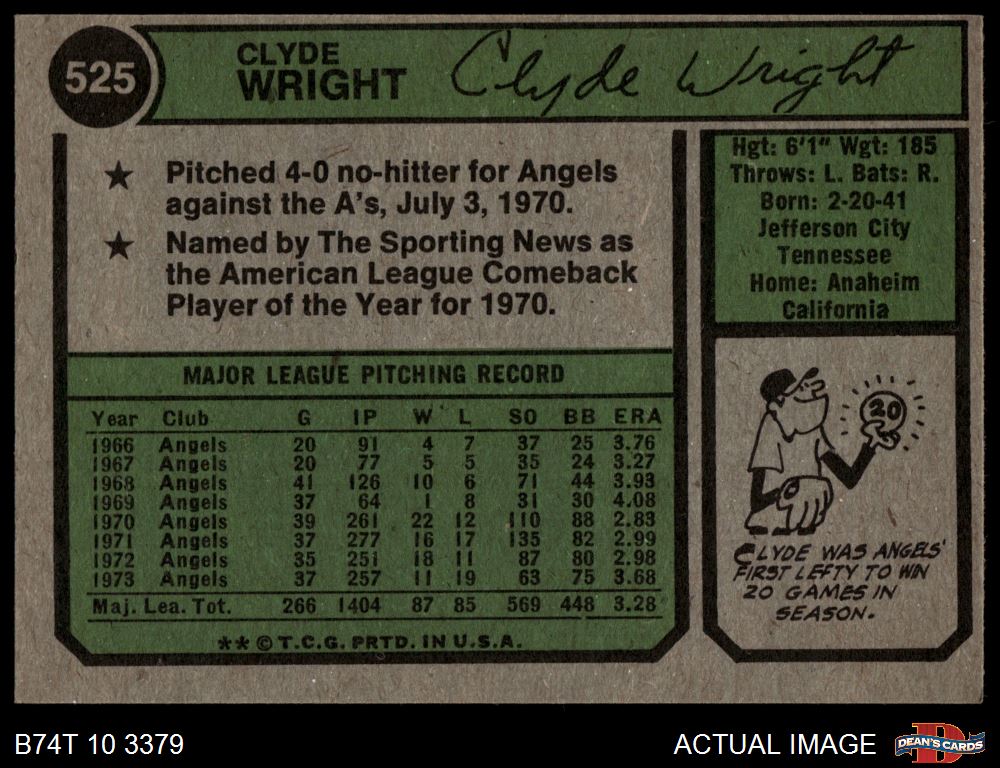 525
CLYDE
WRIGHT
Clyde Wright
★ Pitched 4-0 no-hitter for Angels
against the A's, July 3, 1970.
★ Named by The Sporting News as
the American League Comeback
Player of the Year for 1970.
Hgt: 6'1" Wgt: 185
Throws: L. Bats: R.
Born: 2-20-41
Jefferson City
Tennessee
Home: Anaheim
California
MAJOR LEAGUE PITCHING RECORD
Year Club G IP W L SO BB ERA
1966 Angels 20 91 4 7 37 25 3.76
1967 Angels 20 77 5 5 35 24 3.27
1968 Angels 41 126 10 6 71 44 3.93
1969 Angels 37 64 1 8 31 30 4.08
1970 Angels 39 261 22 12 110 88 2.83
1971 Angels 37 277 16 17 135 82 2.99
1972 Angels 35 251 18 11 87 80 2.98
1973 Angels 37 257 11 19 63 75 3.68
Maj. Lea. Tot. 266 1404 87 85 569 448 3.28
** © T.C.G. PRTD. IN U.S.A.
20
CLYDE WAS ANGELS'
FIRST LEFTY TO WIN
20 GAMES IN
SEASON.
B74T 10 3379
ACTUAL IMAGE
D
DEAN'S CARDS